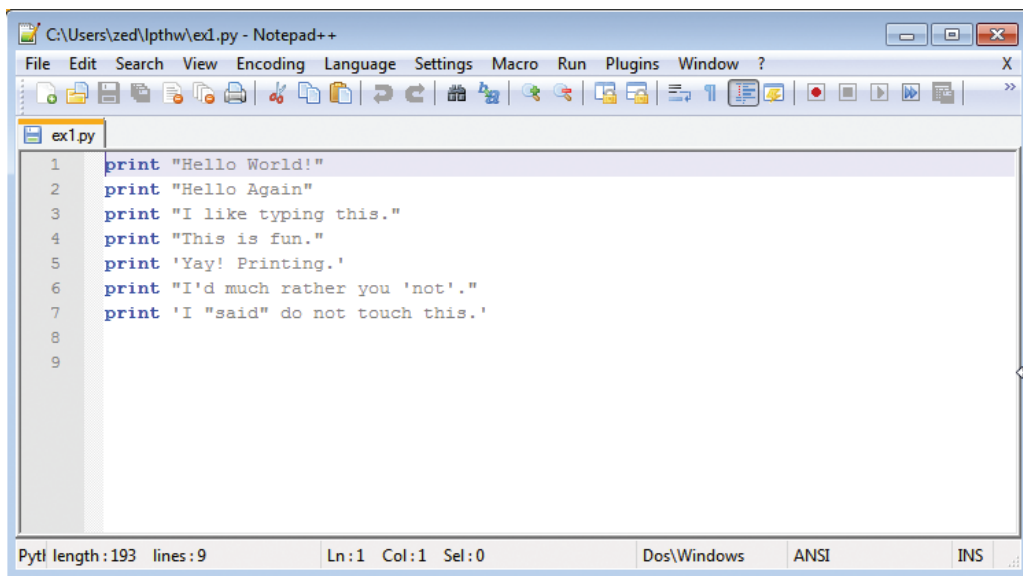 C:\Users\zed\lpthw\ex1.py - Notepad++
File Edit Search View Encoding Language Settings Macro Run Plugins Window ? X
ex1.py
1 print "Hello World!"
2 print "Hello Again"
3 print "I like typing this."
4 print "This is fun."
5 print 'Yay! Printing.'
6 print "I'd much rather you 'not'."
7 print 'I "said" do not touch this.'
8
9
length : 193 lines : 9 Ln : 1 Col : 1 Sel : 0 Dos\Windows ANSI INS